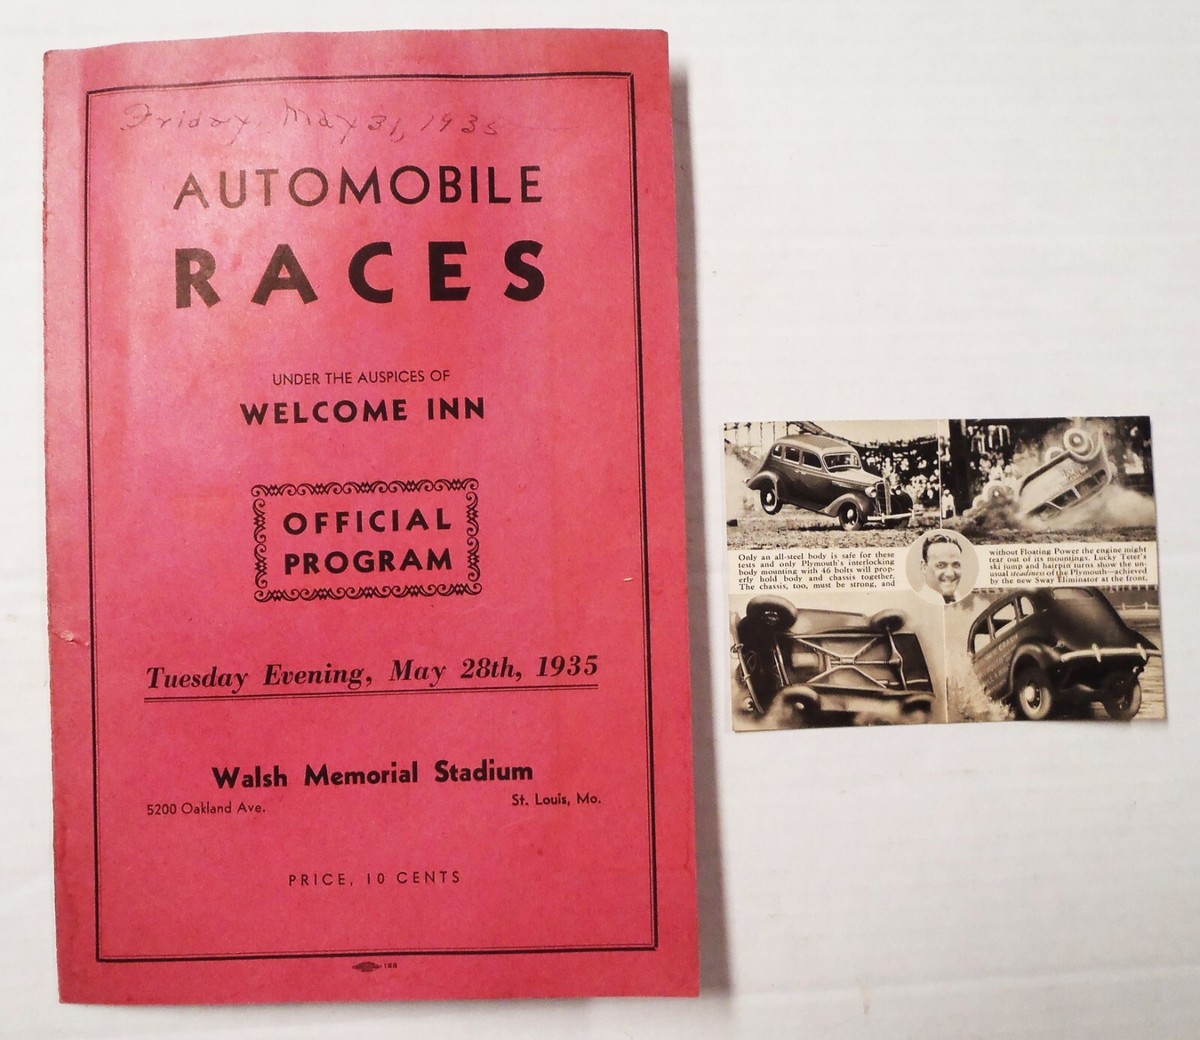 Friday, May 31, 1935
AUTOMOBILE
RACES
UNDER THE AUSPICES OF
WELCOME INN
OFFICIAL
PROGRAM
Tuesday Evening, May 28th, 1935
Walsh Memorial Stadium
5200 Oakland Ave. St. Louis, Mo.
PRICE, 10 CENTS
188
Only an all-steel body is safe for these
tests and only Plymouth's interlocking
body mounting with 46 bolts will prop-
erly hold body and chassis together.
The chassis, too, must be strong, and
without Floating Power the engine might
tear out of its mountings. Lucky Teter's
ski jump and hairpin turns show the un-
usual steadiness of the Plymouth—achieved
by the new Sway Eliminator at the front.